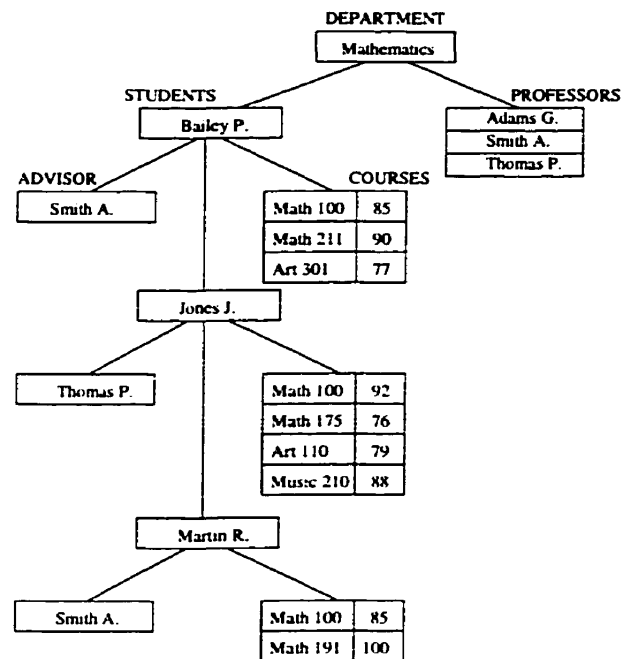 DEPARTMENT
Mathematics
STUDENTS
PROFESSORS
Bailey P.
Adams G.
Smith A.
Thomas P.
ADVISOR
COURSES
Smith A.
Math 100 85
Math 211 90
Art 301 77
Jones J.
Thomas P.
Math 100 92
Math 175 76
Art 110 79
Music 210 88
Martin R.
Smith A.
Math 100 85
Math 191 100